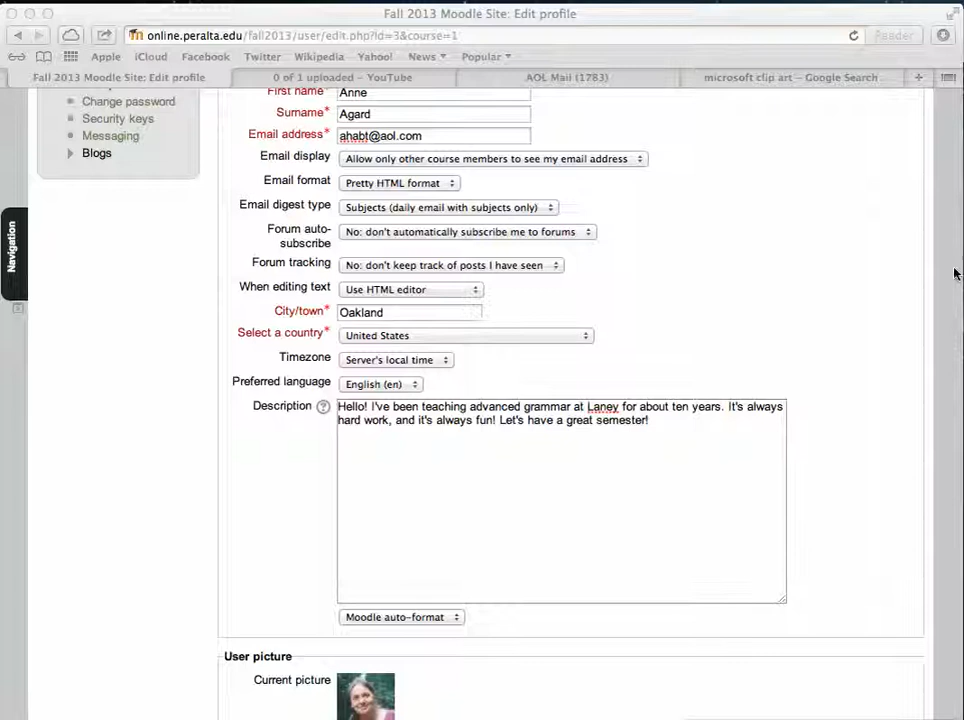 Fall 2013 Moodle Site: Edit profile
online.peralta.edu/fall2013/user/edit.php?id=3&course=1
Reader
Apple iCloud Facebook Twitter Wikipedia Yahoo! News Popular
Fall 2013 Moodle Site: Edit profile 0 of 1 uploaded – YouTube AOL Mail (1783) microsoft clip art – Google Search
Change password
Security keys
Messaging
Blogs
Navigation
First name* Anne
Surname* Agard
Email address* ahabt@aol.com
Email display Allow only other course members to see my email address
Email format Pretty HTML format
Email digest type Subjects (daily email with subjects only)
Forum auto-
subscribe No: don't automatically subscribe me to forums
Forum tracking No: don't keep track of posts I have seen
When editing text Use HTML editor
City/town* Oakland
Select a country* United States
Timezone Server's local time
Preferred language English (en)
Description ? Hello! I've been teaching advanced grammar at Laney for about ten years. It's always
hard work, and it's always fun! Let's have a great semester!
Moodle auto-format
User picture
Current picture